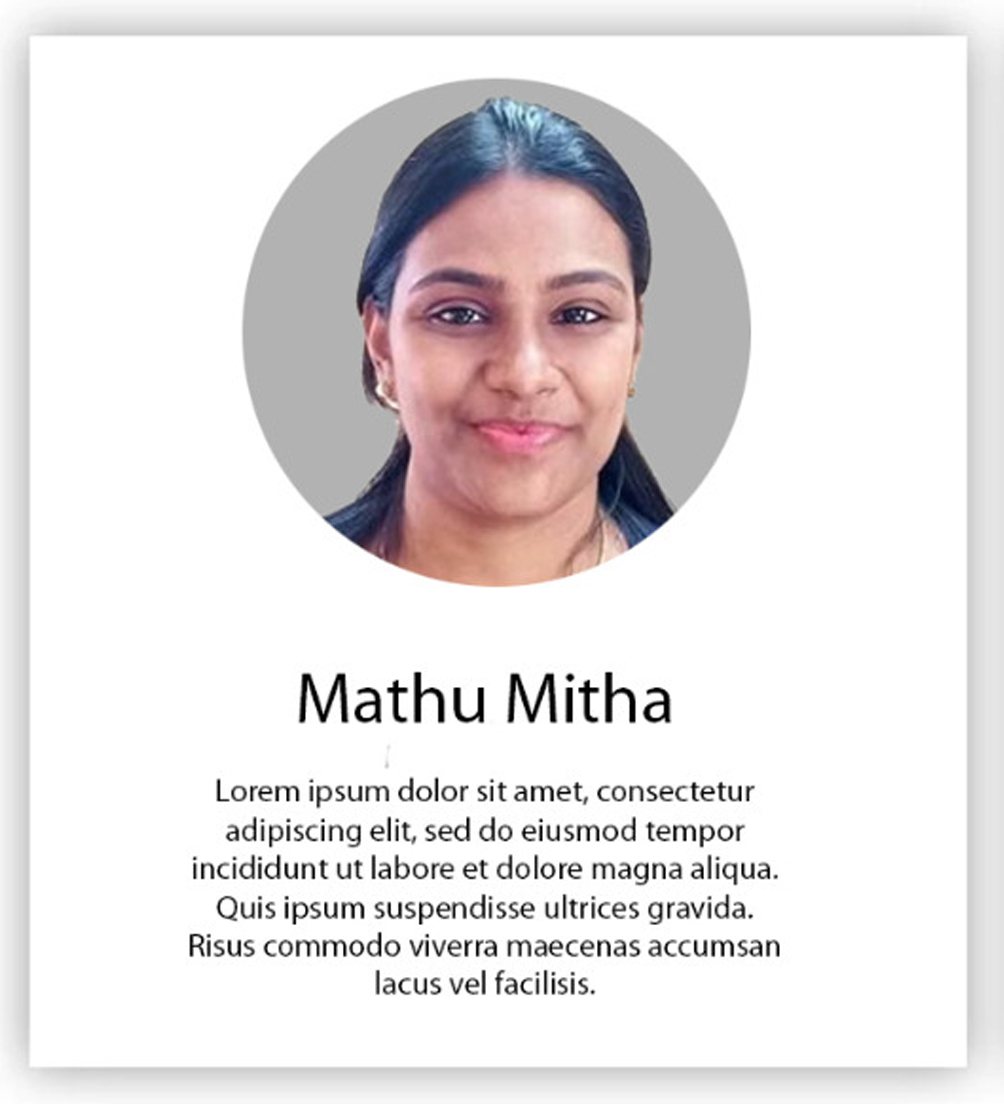 Mathu Mitha
Lorem ipsum dolor sit amet, consectetur
adipiscing elit, sed do eiusmod tempor
incididunt ut labore et dolore magna aliqua.
Quis ipsum suspendisse ultrices gravida.
Risus commodo viverra maecenas accumsan
lacus vel facilisis.